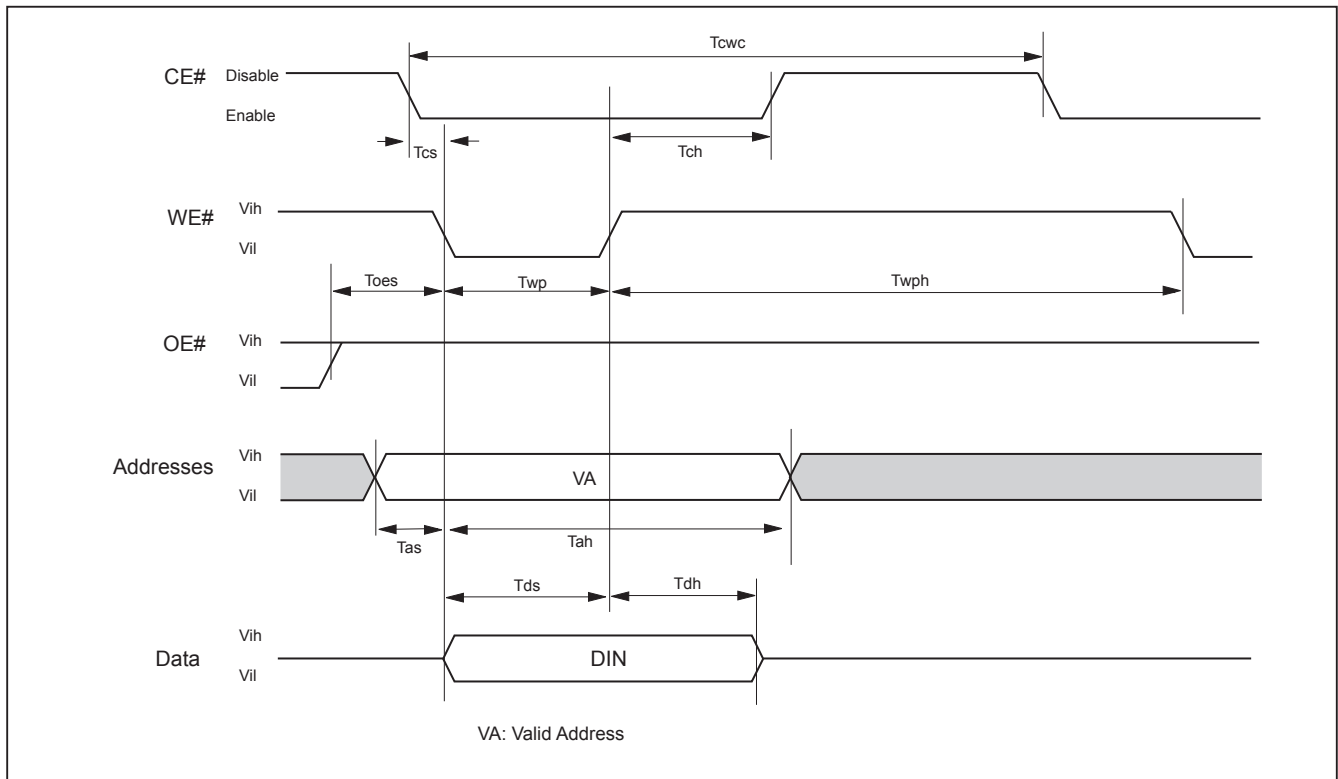 Tcwc
CE# Disable
Enable
Tcs
Tch
WE# Vih
Vil
Toes Twp Twph
OE# Vih
Vil
Addresses Vih
VA
Vil
Tas Tah
Tds Tdh
Vih
Data DIN
Vil
VA: Valid Address